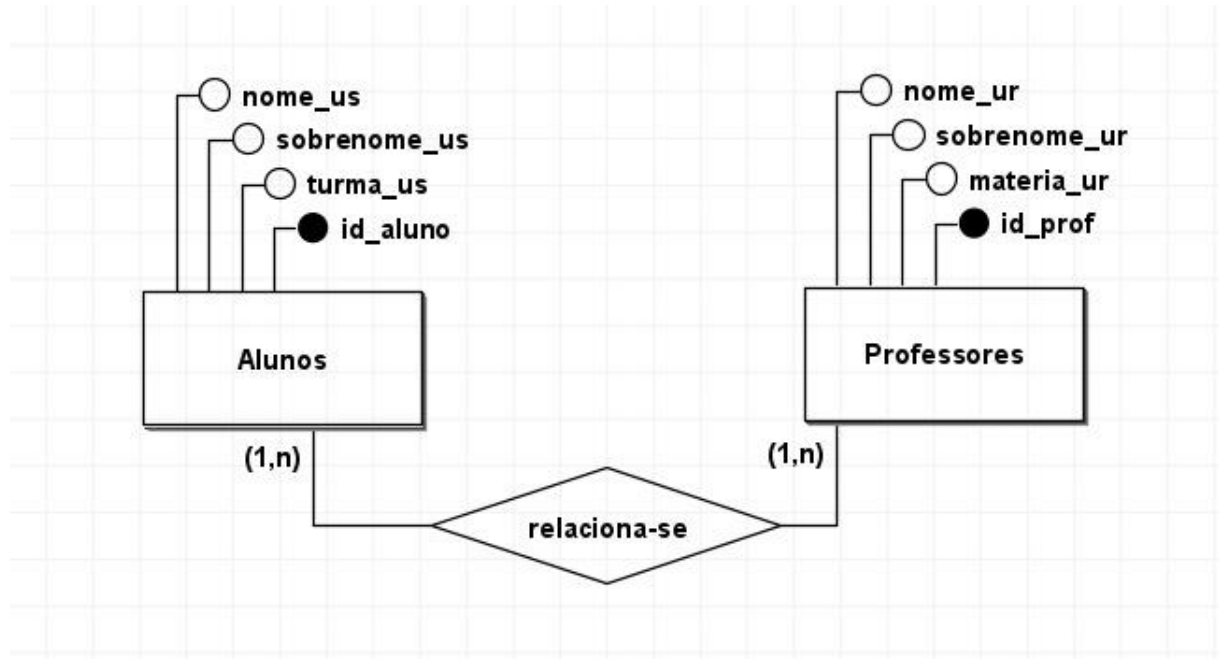 nome_us
sobrenome_us
turma_us
id_aluno
Alunos
(1,n)
nome_ur
sobrenome_ur
materia_ur
id_prof
Professores
(1,n)
relaciona-se